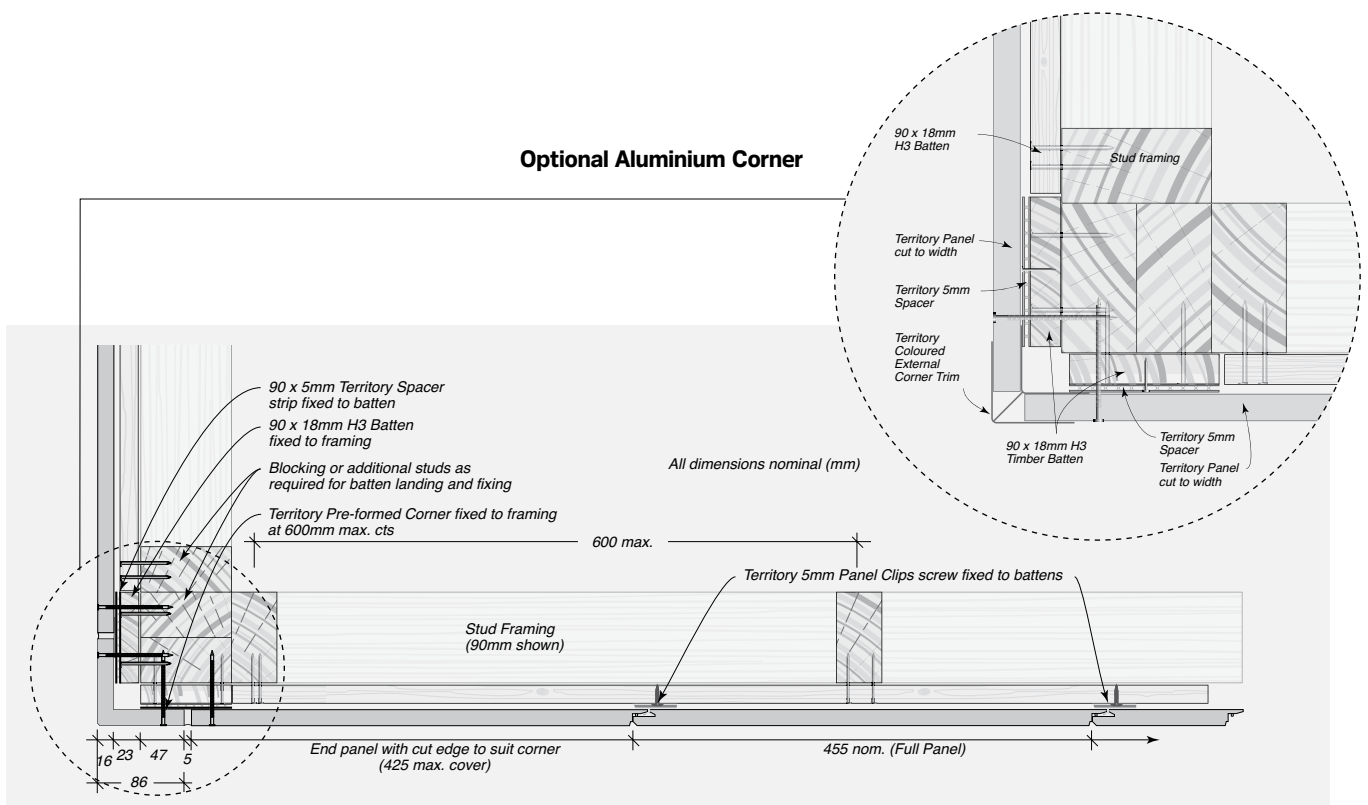 Optional Aluminium Corner
90 x 18mm
H3 Batten
Stud framing
Territory Panel
cut to width
Territory 5mm
Spacer
Territory
Coloured
External
Corner Trim
90 x 18mm H3
Timber Batten
Territory 5mm
Spacer
Territory Panel
cut to width
90 x 5mm Territory Spacer
strip fixed to batten
90 x 18mm H3 Batten
fixed to framing
Blocking or additional studs as
required for batten landing and fixing
Territory Pre-formed Corner fixed to framing
at 600mm max. cts
All dimensions nominal (mm)
600 max.
Territory 5mm Panel Clips screw fixed to battens
Stud Framing
(90mm shown)
16 23 47 5
86
End panel with cut edge to suit corner
(425 max. cover)
455 nom. (Full Panel)